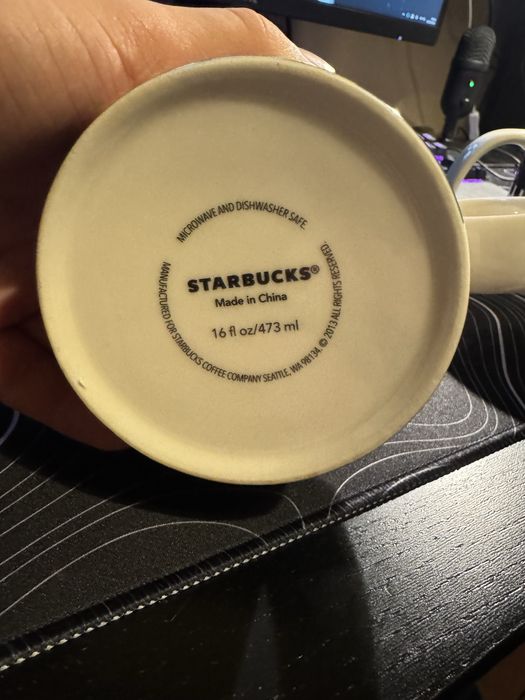 MICROWAVE AND DISHWASHER SAFE.
STARBUCKS®
Made in China
16 fl oz/473 ml
MANUFACTURED FOR STARBUCKS COFFEE COMPANY SEATTLE, WA 98134 © 2013 ALL RIGHTS RESERVED.